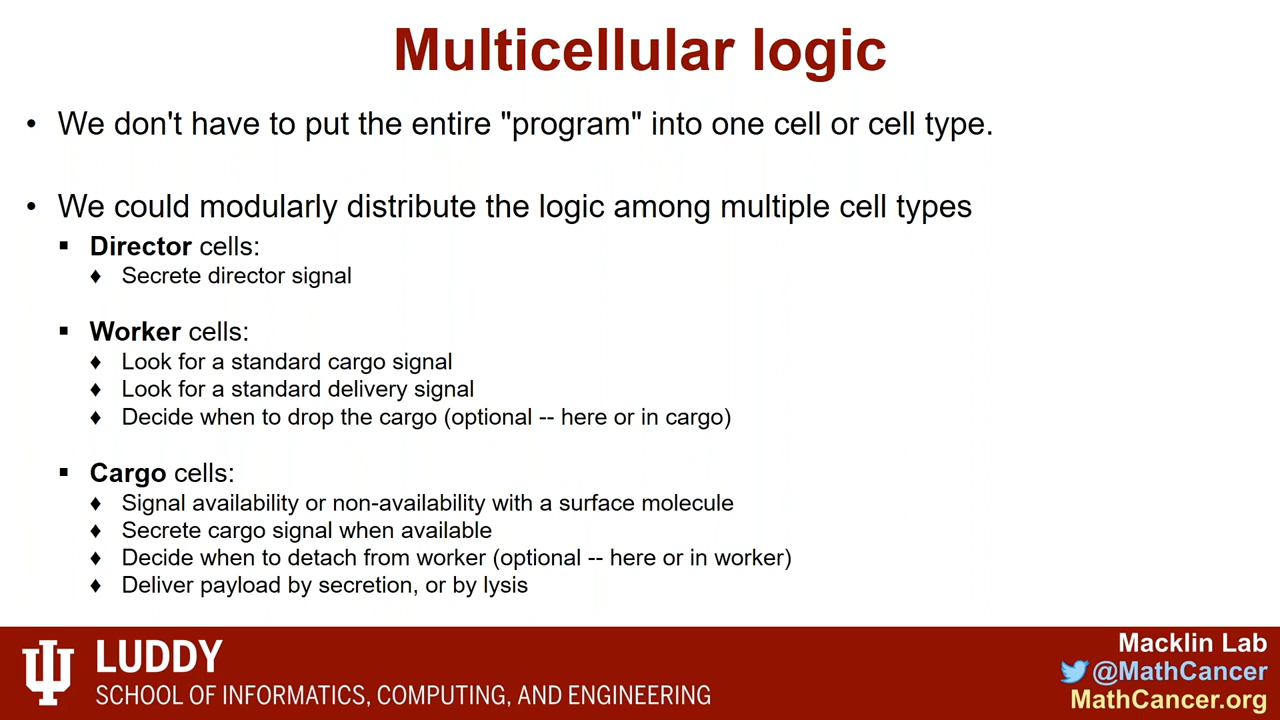 Multicellular logic
• We don't have to put the entire "program" into one cell or cell type.
• We could modularly distribute the logic among multiple cell types
▪ Director cells:
♦ Secrete director signal
▪ Worker cells:
♦ Look for a standard cargo signal
♦ Look for a standard delivery signal
♦ Decide when to drop the cargo (optional -- here or in cargo)
▪ Cargo cells:
♦ Signal availability or non-availability with a surface molecule
♦ Secrete cargo signal when available
♦ Decide when to detach from worker (optional -- here or in worker)
♦ Deliver payload by secretion, or by lysis
LUDDY
SCHOOL OF INFORMATICS, COMPUTING, AND ENGINEERING
Macklin Lab
@MathCancer
MathCancer.org